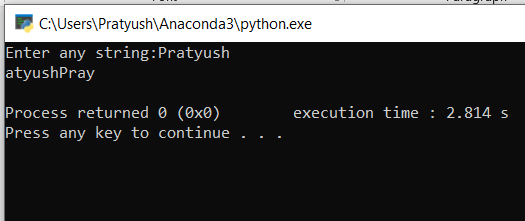 C:\Users\Pratyush\Anaconda3\python.exe
Enter any string:Pratyush
atyushPray
Process returned 0 (0x0) execution time : 2.814 s
Press any key to continue . . .